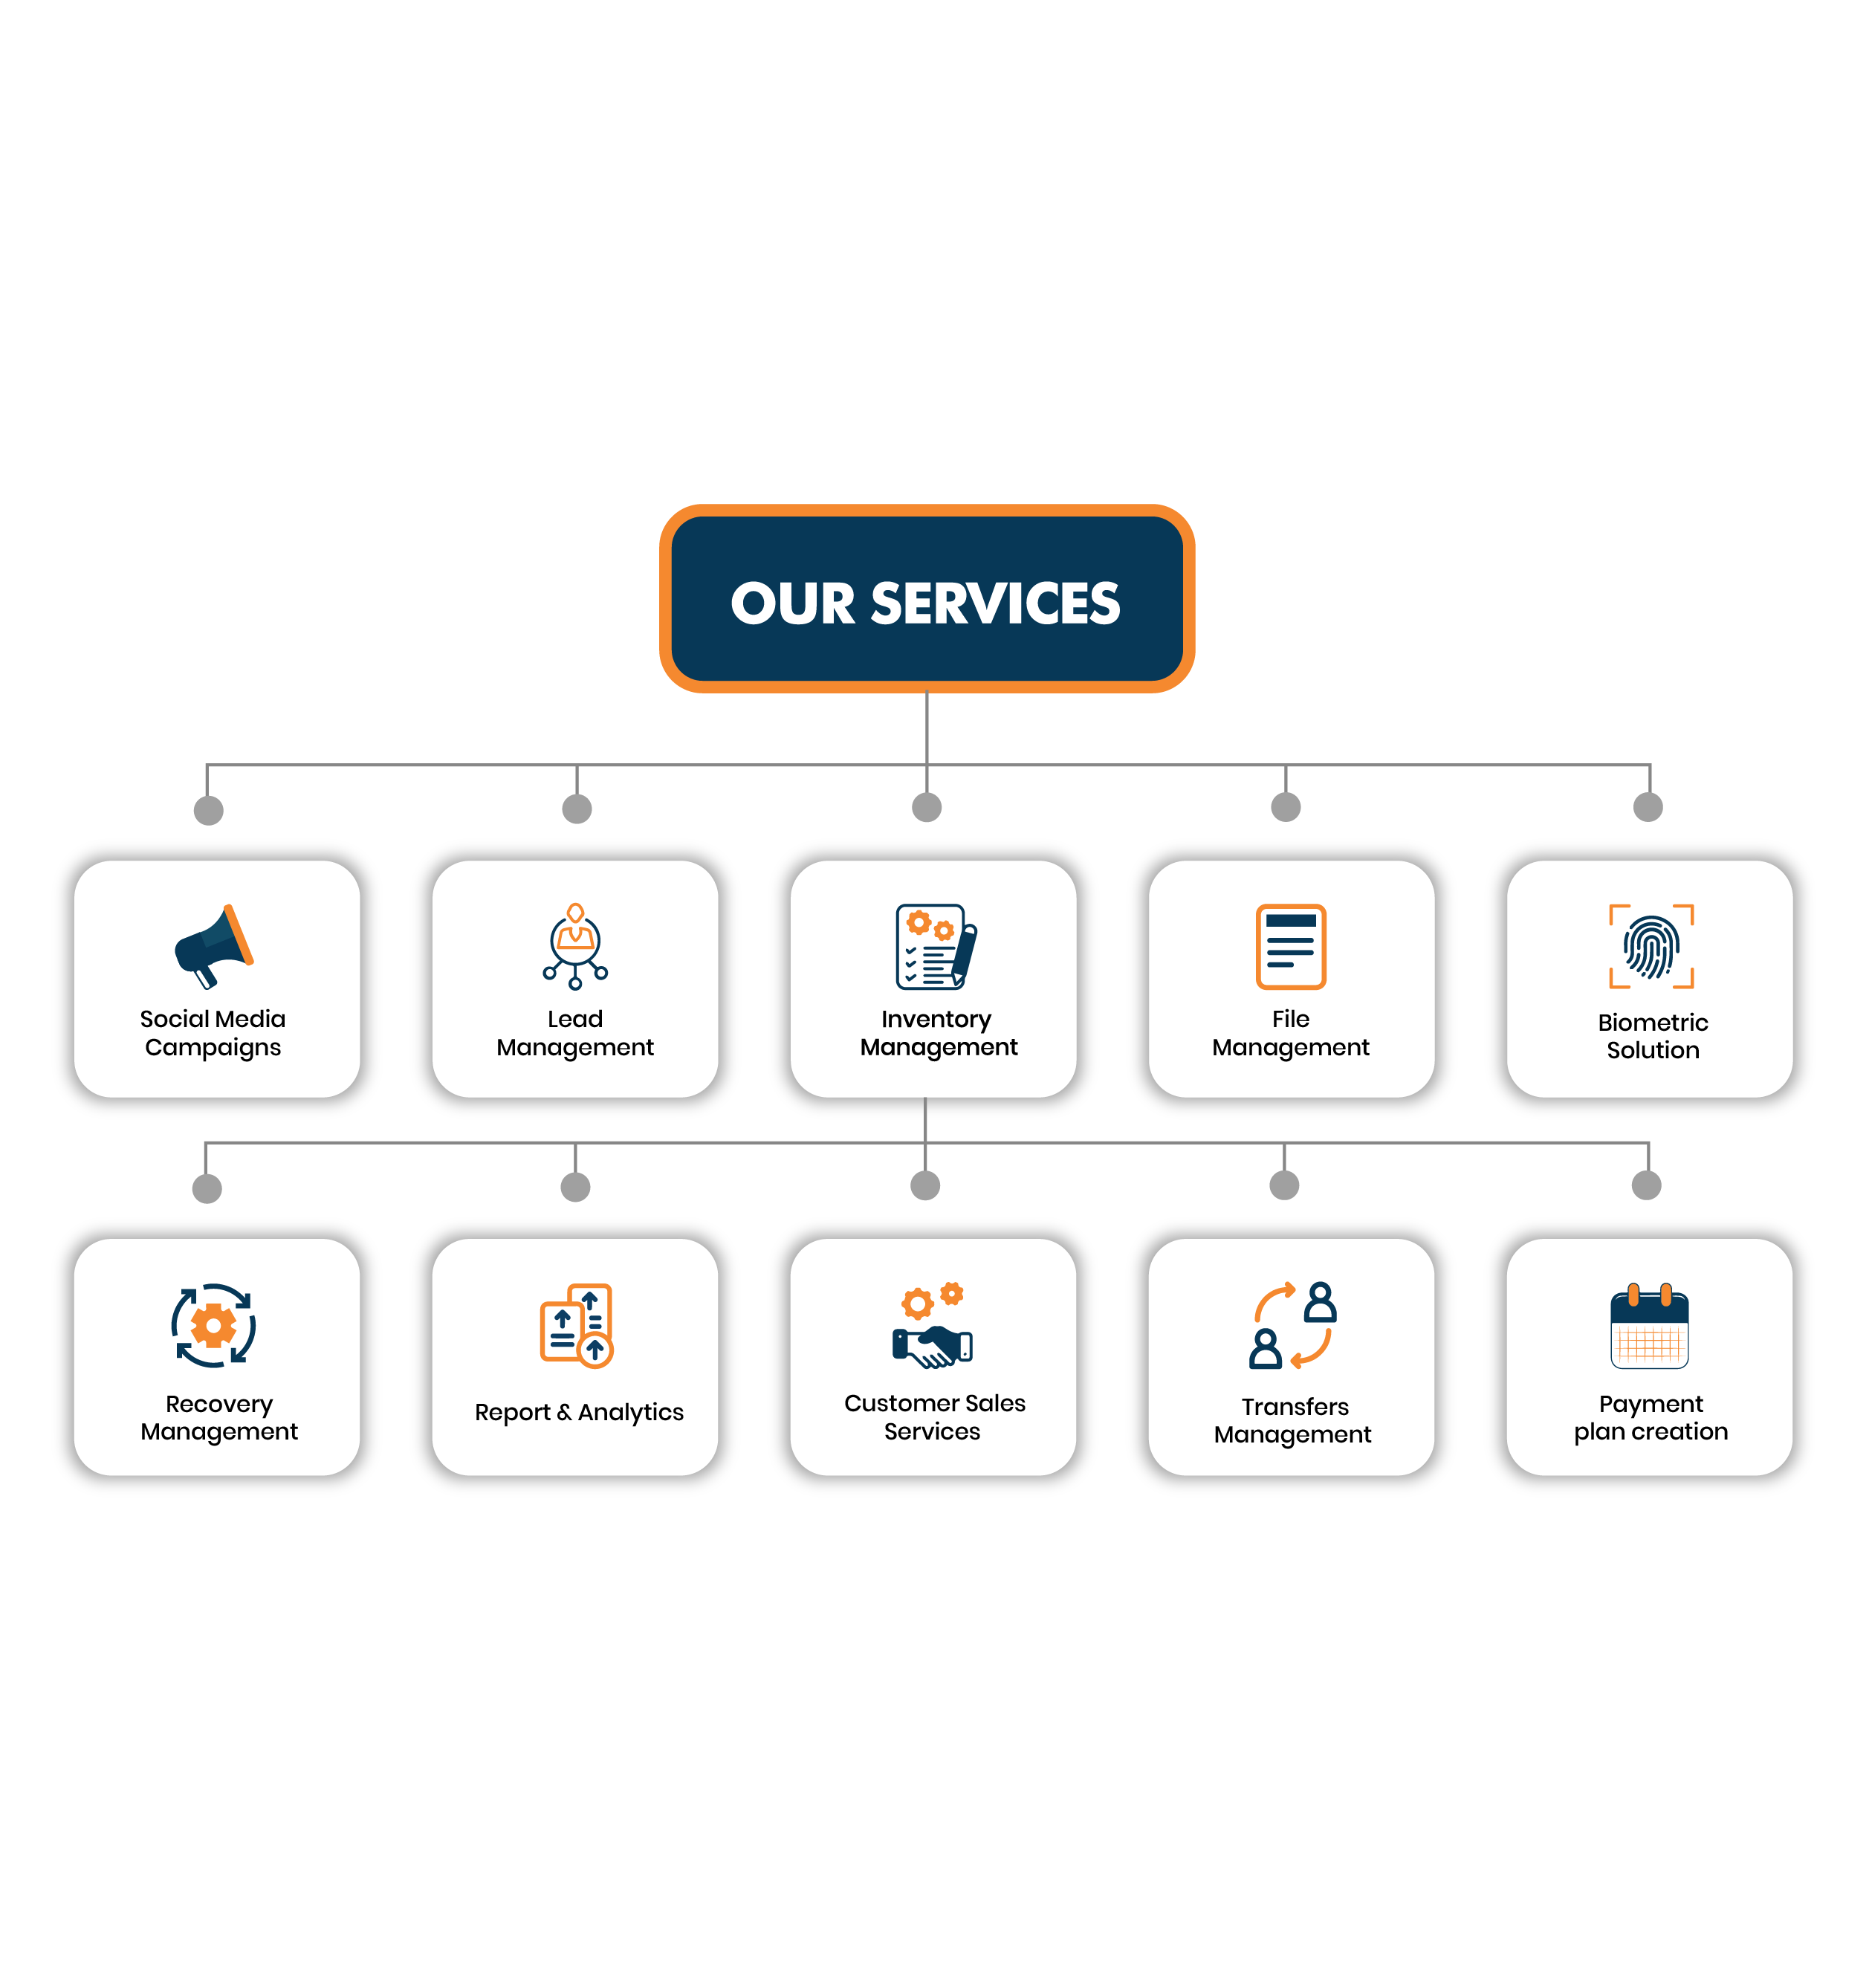 OUR SERVICES
Social Media
Campaigns
Lead
Management
Inventory
Management
File
Management
Biometric
Solution
Recovery
Management
Report & Analytics
Customer Sales
Services
Transfers
Management
Payment
plan creation